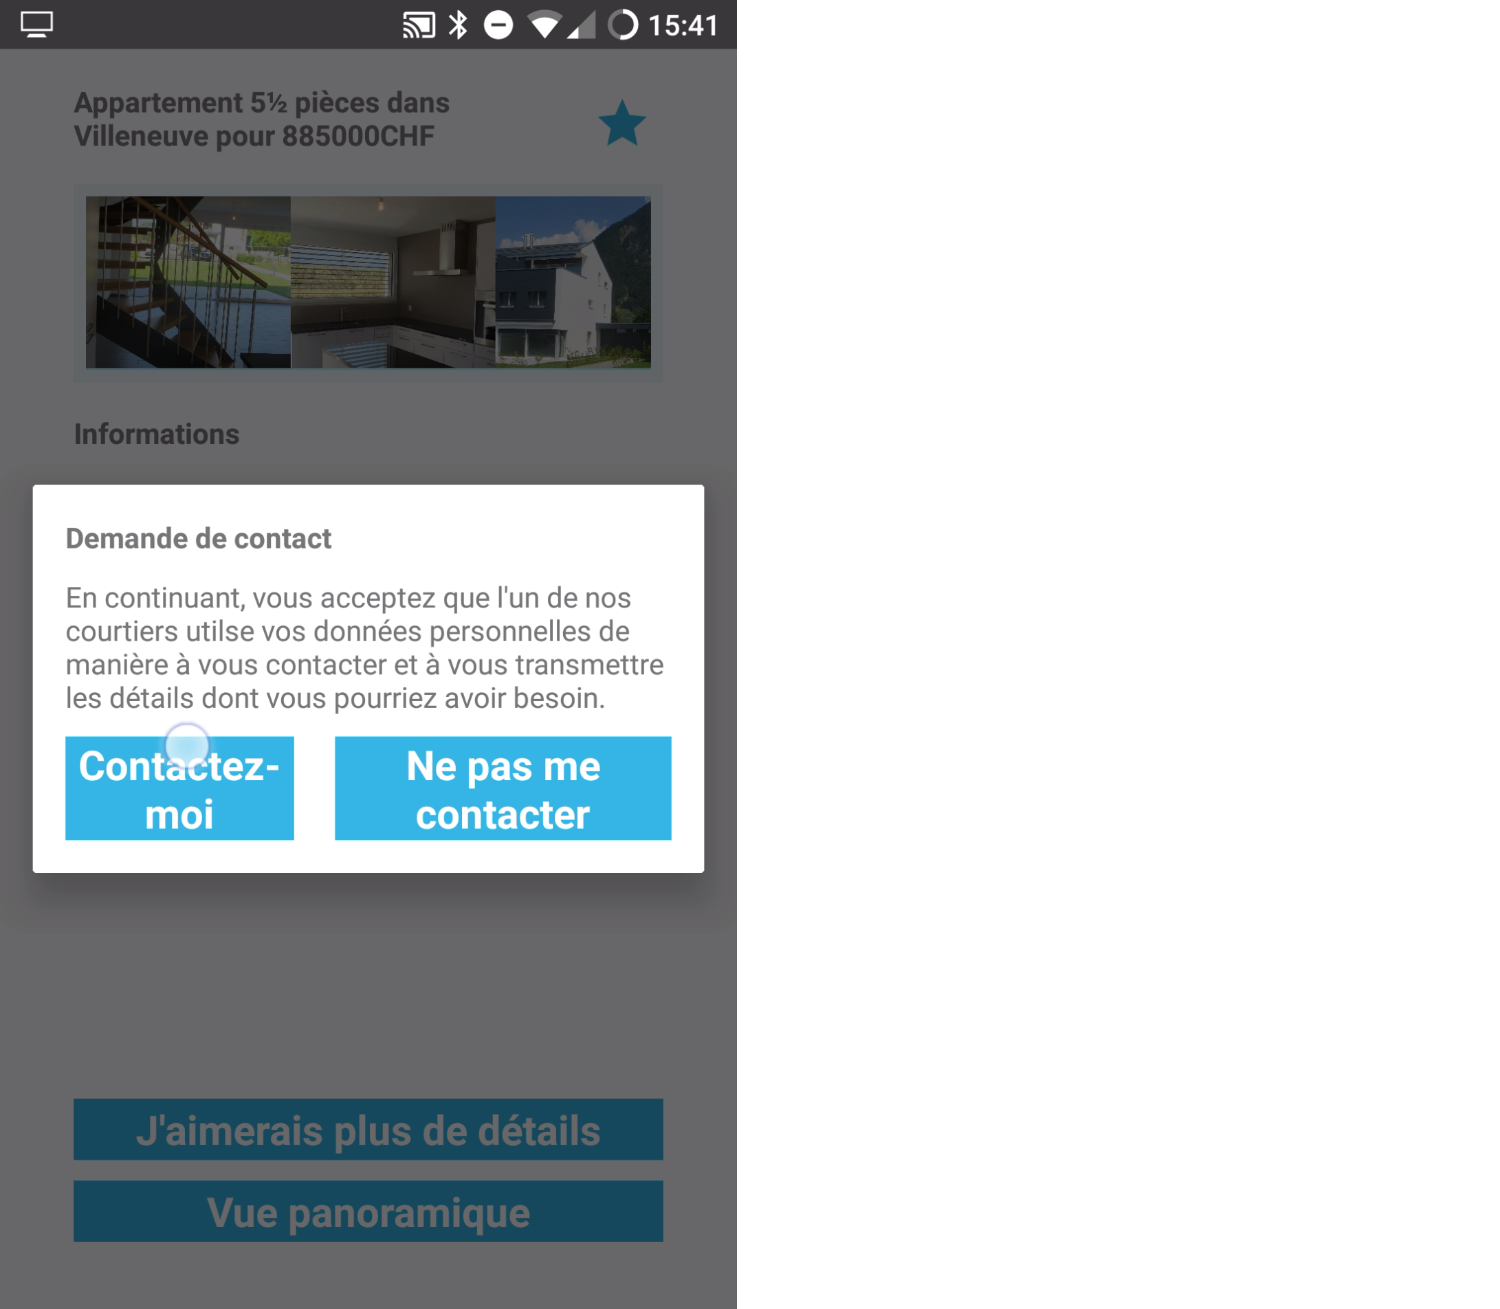 15:41
Appartement 5½ pièces dans
Villeneuve pour 885000CHF
Informations
Demande de contact
En continuant, vous acceptez que l'un de nos
courtiers utilse vos données personnelles de
manière à vous contacter et à vous transmettre
les détails dont vous pourriez avoir besoin.
Contactez-
moi
Ne pas me
contacter
J'aimerais plus de détails
Vue panoramique